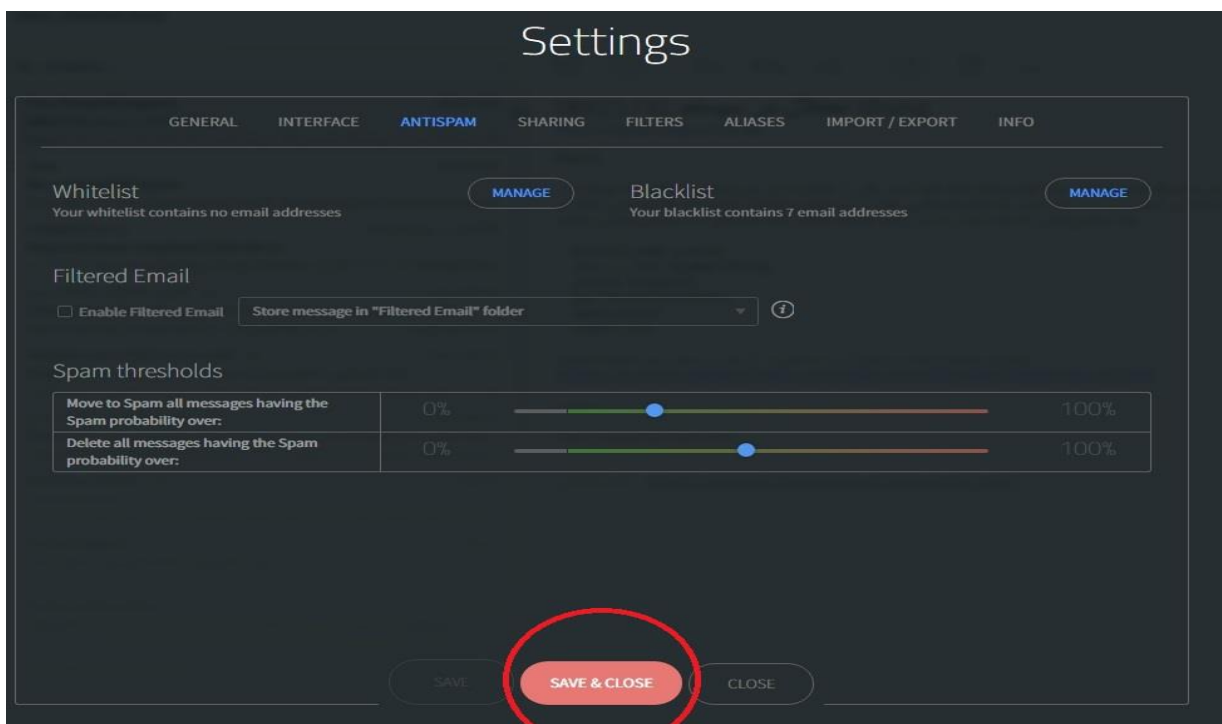 Settings
GENERAL INTERFACE ANTISPAM SHARING FILTERS ALIASES IMPORT / EXPORT INFO
Whitelist
Your whitelist contains no email addresses
MANAGE
Blacklist
Your blacklist contains 7 email addresses
MANAGE
Filtered Email
Enable Filtered Email
Store message in "Filtered Email" folder
i
Spam thresholds
Move to Spam all messages having the
Spam probability over:
0% 100%
Delete all messages having the Spam
probability over:
0% 100%
SAVE SAVE & CLOSE CLOSE